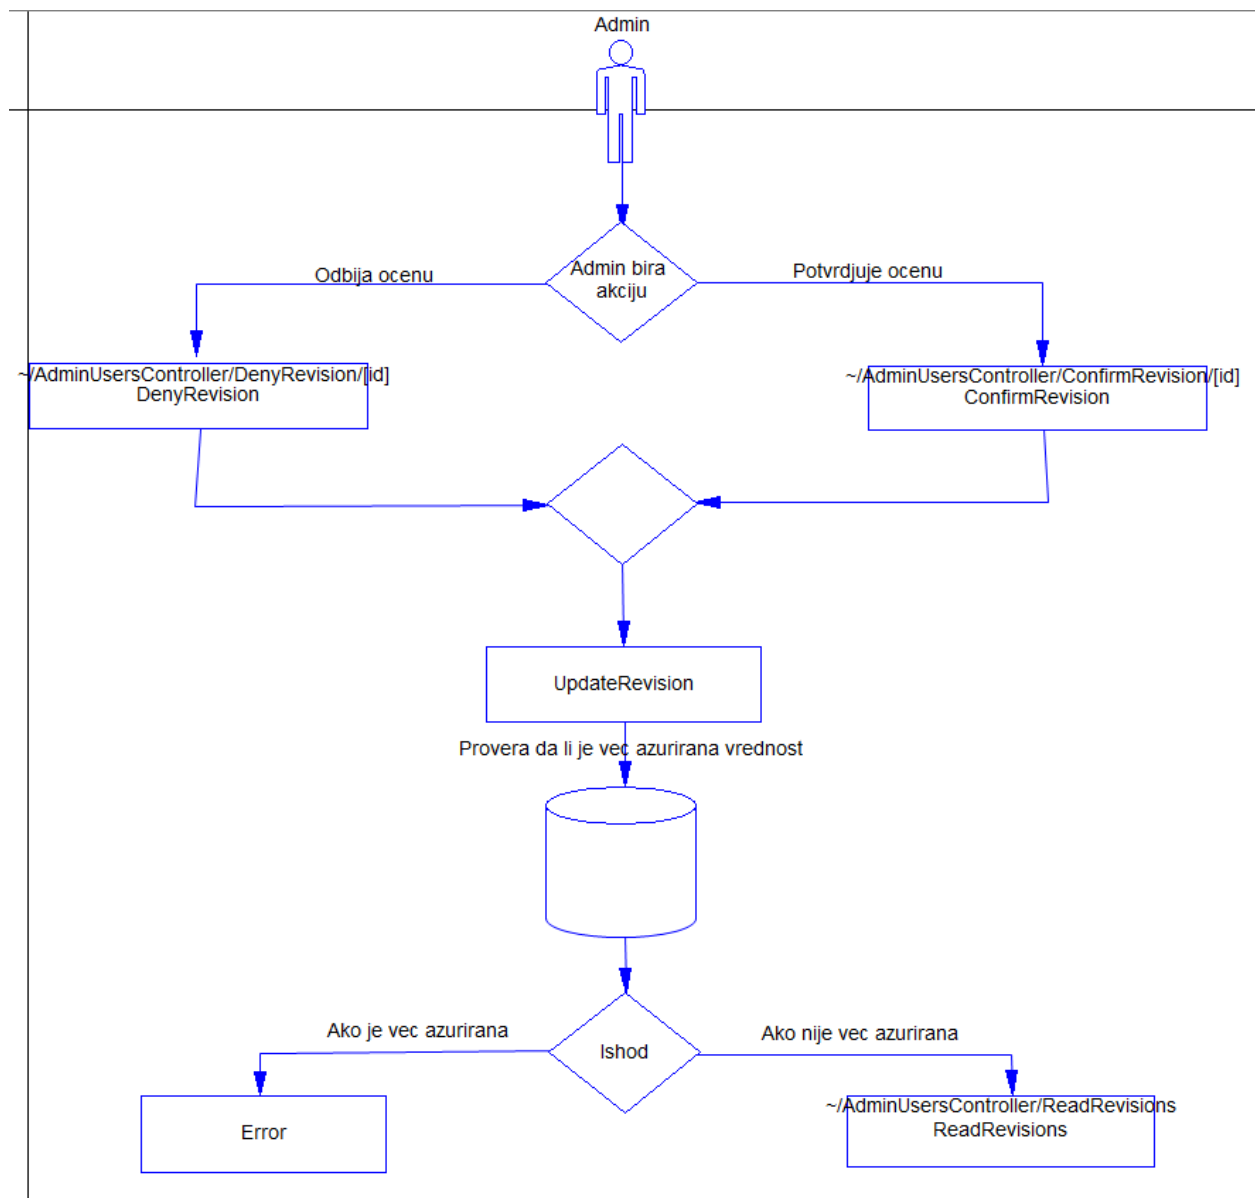 Admin
Admin bira
akciju
Odbija ocenu
Potvrdjuje ocenu
~/AdminUsersController/DenyRevision/[id]
DenyRevision
~/AdminUsersController/ConfirmRevision/[id]
ConfirmRevision
UpdateRevision
Provera da li je vec azurirana vrednost
Ishod
Ako je vec azurirana
Ako nije vec azurirana
Error
~/AdminUsersController/ReadRevisions
ReadRevisions